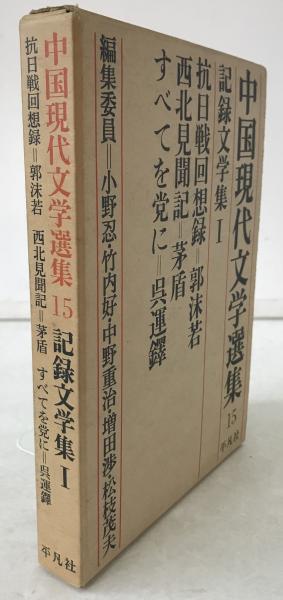 中国現代文学選集 15
記録文学集 I
抗日戦回想録=郭沫若
西北見聞記=茅盾
すべてを党に=呉運鐸
編集委員=小野忍・竹内好・中野重治・増田渉・松枝茂夫
平凡社
中国現代文学選集 15 記録文学集 I
抗日戦回想録=郭沫若 西北見聞記=茅盾 すべてを党に=呉運鐸
平凡社